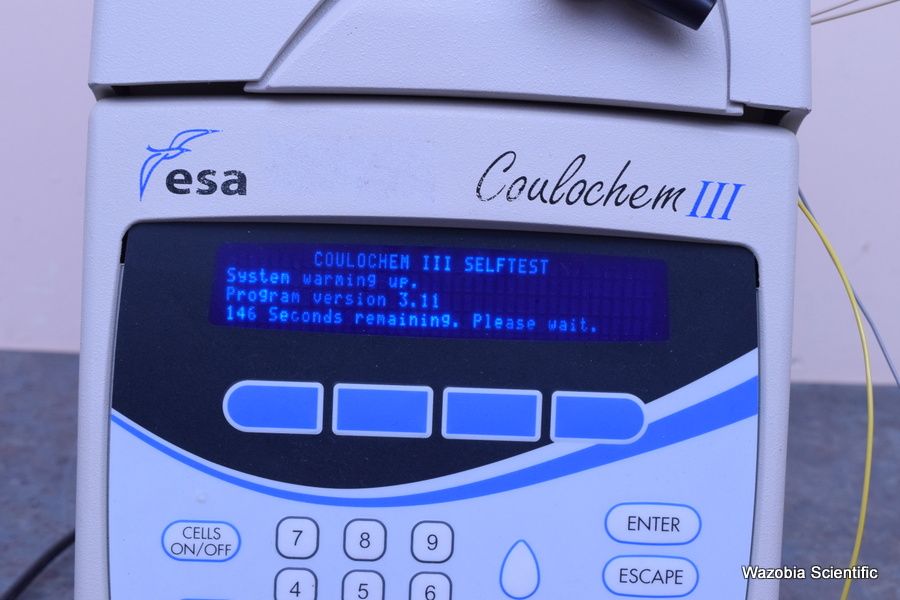 esa
Coulochem III
COULOCHEM III SELFTEST
System warming up.
Program version 3.11
146 Seconds remaining. Please wait.
CELLS
ON/OFF
7 8 9
ENTER
4 5 6
ESCAPE
Wazobia Scientific